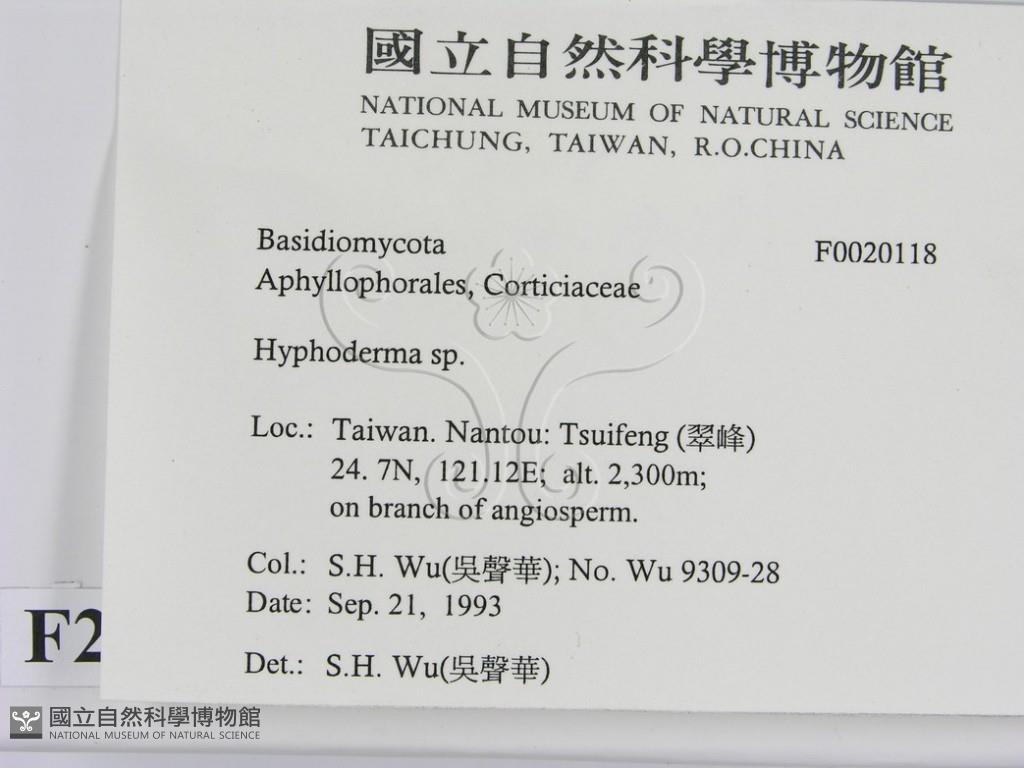 國立自然科學博物館
NATIONAL MUSEUM OF NATURAL SCIENCE
TAICHUNG, TAIWAN, R.O.CHINA
Basidiomycota F0020118
Aphyllophorales, Corticiaceae
Hyphoderma sp.
Loc.: Taiwan. Nantou: Tsuifeng (翠峰)
24. 7N, 121.12E; alt. 2,300m;
on branch of angiosperm.
Col.: S.H. Wu(吳聲華); No. Wu 9309-28
Date: Sep. 21, 1993
Det.: S.H. Wu(吳聲華)
F2
國立自然科學博物館
NATIONAL MUSEUM OF NATURAL SCIENCE